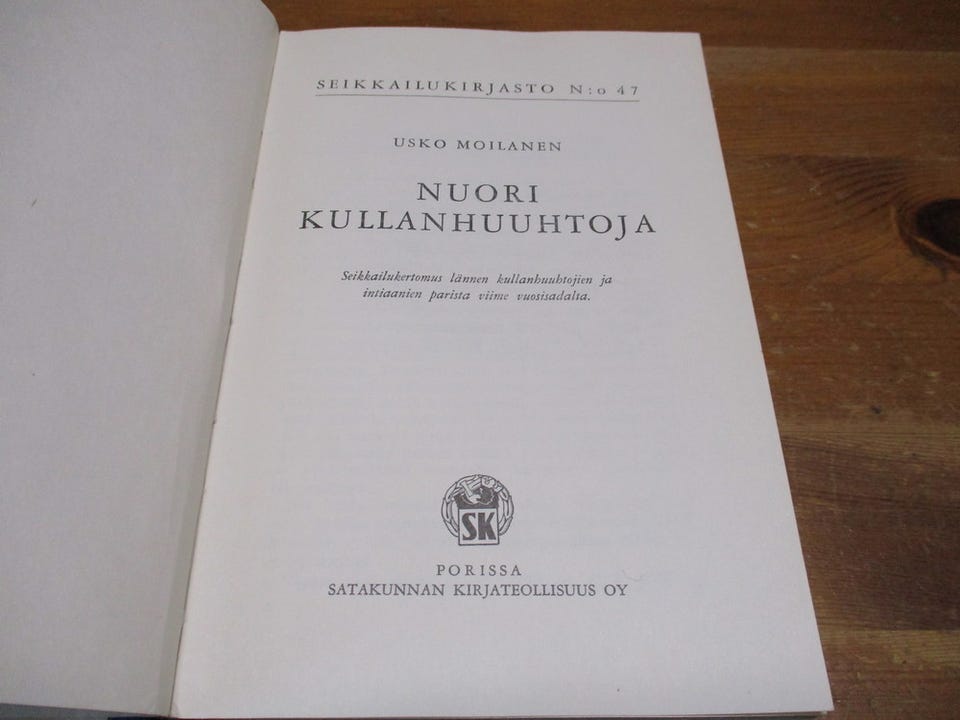 SEIKKAILUKIRJASTO N:o 47
USKO MOILANEN
NUORI
KULLANHUUHTOJA
Seikkailukertomus lännen kullanhuuhtojien ja
intiaanien parista viime vuosisadalta.
SK
PORISSA
SATAKUNNAN KIRJATEOLLISUUS OY